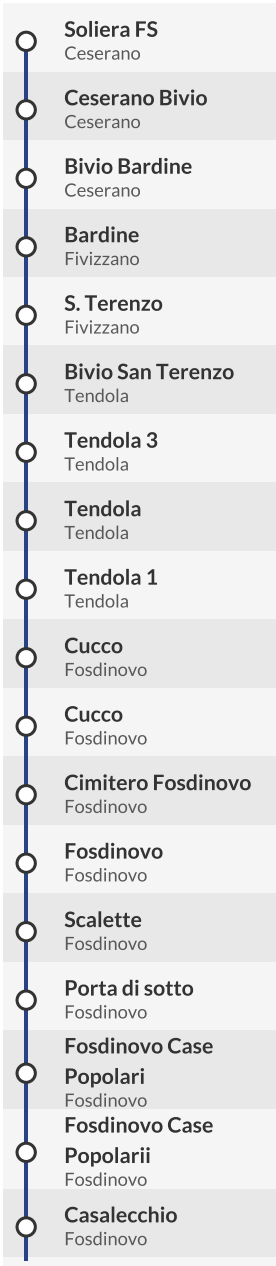 Soliera FS
Ceserano
Ceserano Bivio
Ceserano
Bivio Bardine
Ceserano
Bardine
Fivizzano
S. Terenzo
Fivizzano
Bivio San Terenzo
Tendola
Tendola 3
Tendola
Tendola
Tendola
Tendola 1
Tendola
Cucco
Fosdinovo
Cucco
Fosdinovo
Cimitero Fosdinovo
Fosdinovo
Fosdinovo
Fosdinovo
Scalette
Fosdinovo
Porta di sotto
Fosdinovo
Fosdinovo Case
Popolari
Fosdinovo
Fosdinovo Case
Popolarii
Fosdinovo
Casalecchio
Fosdinovo